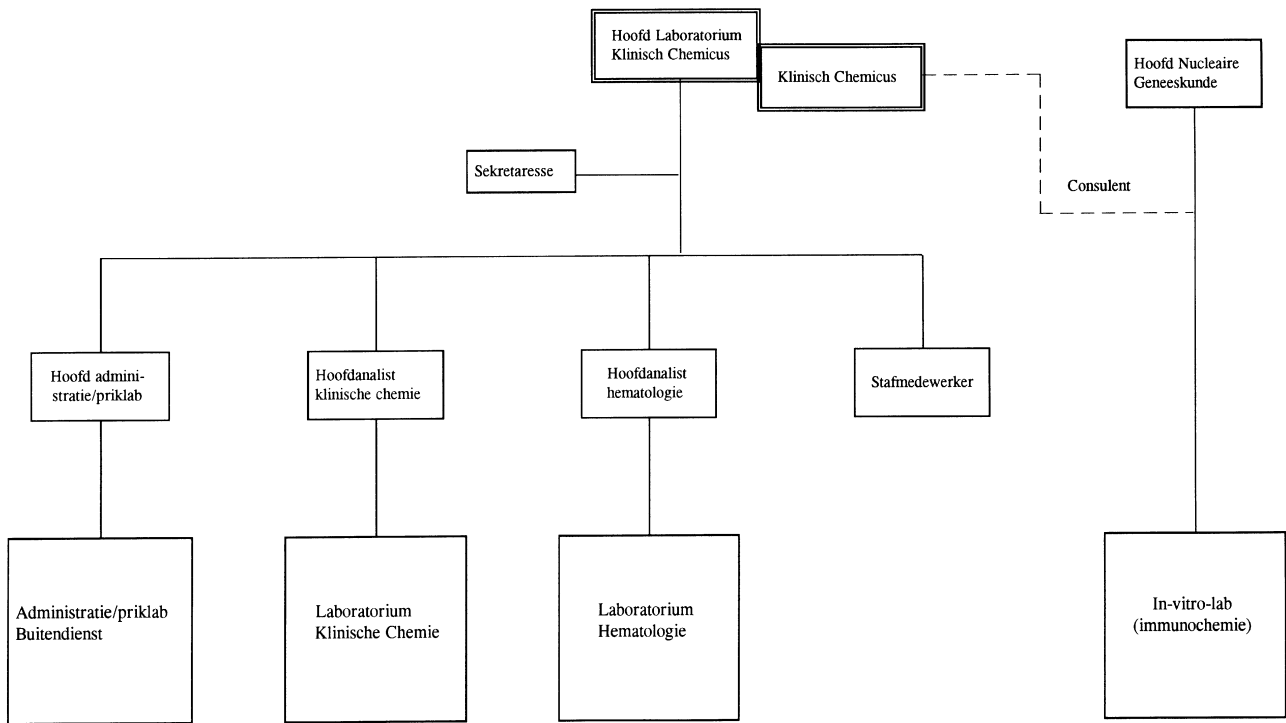 Hoofd Laboratorium
Klinisch Chemicus
Klinisch Chemicus
Hoofd Nucleaire
Geneeskunde
Sekretaresse
Consulent
Hoofd admini-
stratie/priklab
Hoofdanalist
klinische chemie
Hoofdanalist
hematologie
Stafmedewerker
Administratie/priklab
Buitendienst
Laboratorium
Klinische Chemie
Laboratorium
Hematologie
In-vitro-lab
(immunochemie)